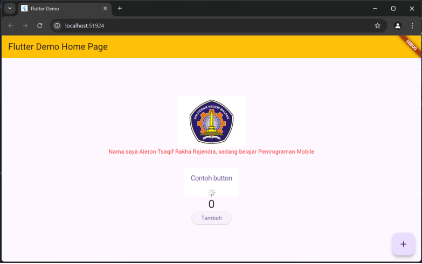 Flutter Demo
localhost:51924
Flutter Demo Home Page
DEBUG
Nama saya Aleron Tsaqif Rakha Rajendra, sedang belajar Pemrograman Mobile
Contoh button
0
Tambah